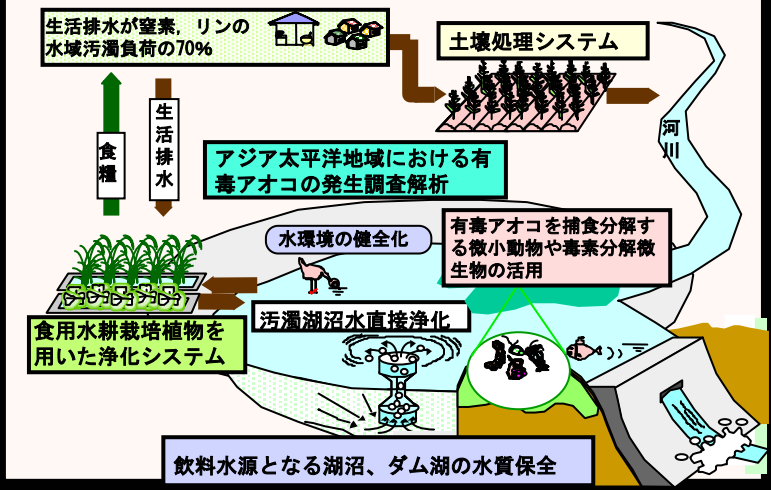 生活排水が窒素，リンの
水域汚濁負荷の70％
土壌処理システム
河川
生活排水
食糧
アジア太平洋地域における有
毒アオコの発生調査解析
水環境の健全化
有毒アオコを捕食分解す
る微小動物や毒素分解微
生物の活用
汚濁湖沼水直接浄化
食用水耕栽培植物を
用いた浄化システム
飲料水源となる湖沼、ダム湖の水質保全